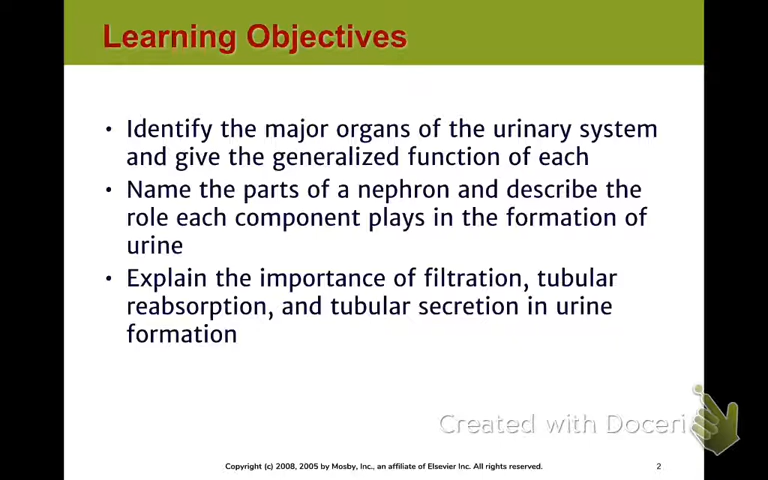 Learning Objectives
• Identify the major organs of the urinary system
and give the generalized function of each
• Name the parts of a nephron and describe the
role each component plays in the formation of
urine
• Explain the importance of filtration, tubular
reabsorption, and tubular secretion in urine
formation
Created with Doceri
Copyright (c) 2008, 2005 by Mosby, Inc., an affiliate of Elsevier Inc. All rights reserved.
2